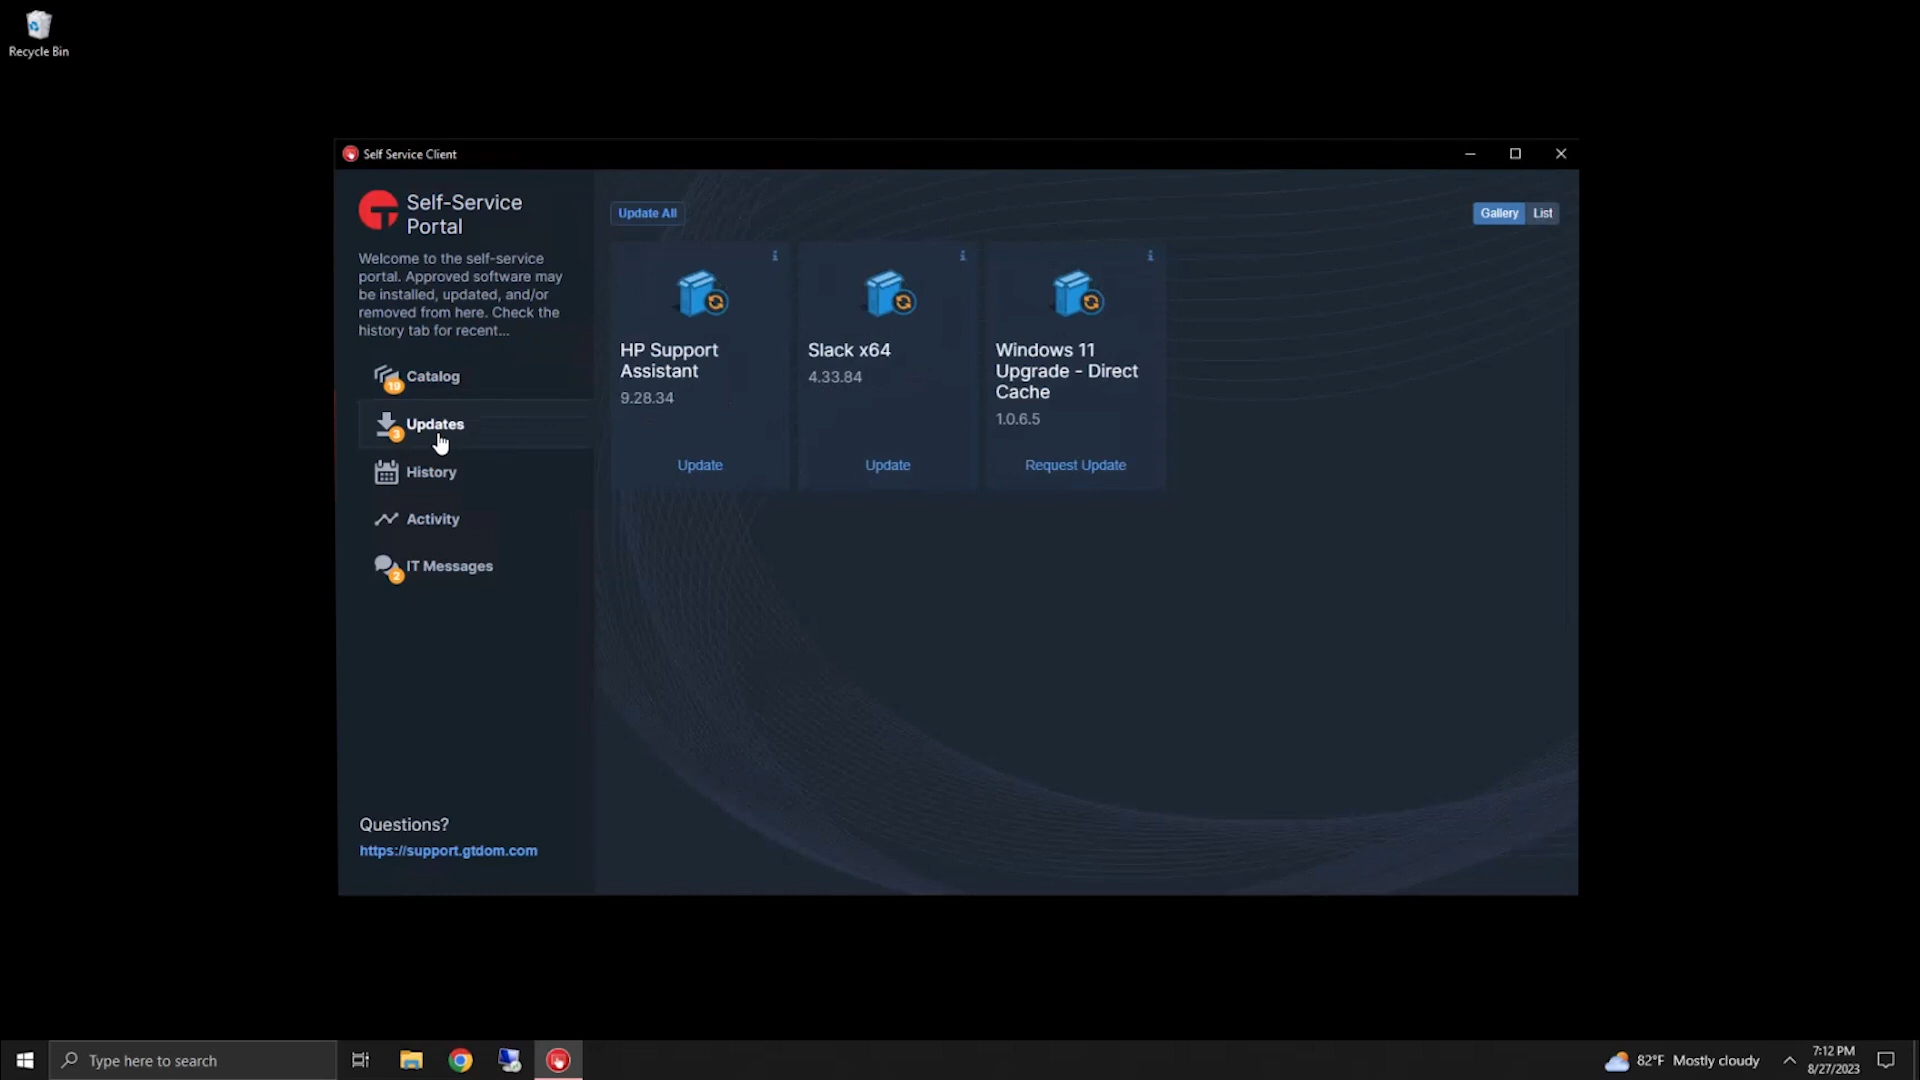 Recycle Bin
Self Service Client
Self-Service
Portal
Welcome to the self-service
portal. Approved software may
be installed, updated, and/or
removed from here. Check the
history tab for recent...
19
Catalog
3
Updates
History
Activity
2
IT Messages
Questions?
https://support.gtdom.com
Update All
Gallery
List
HP Support
Assistant
9.28.34
Update
Slack x64
4.33.84
Update
Windows 11
Upgrade - Direct
Cache
1.0.6.5
Request Update
Type here to search
82°F Mostly cloudy
7:12 PM
8/27/2023